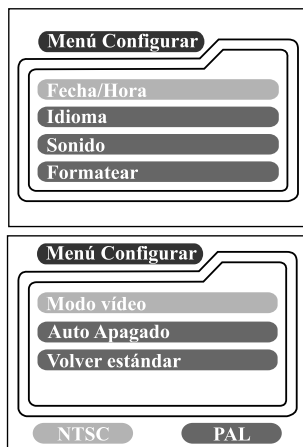 Menú Configurar
Fecha/Hora
Idioma
Sonido
Formatear
Menú Configurar
Modo vídeo
Auto Apagado
Volver estándar
NTSC PAL